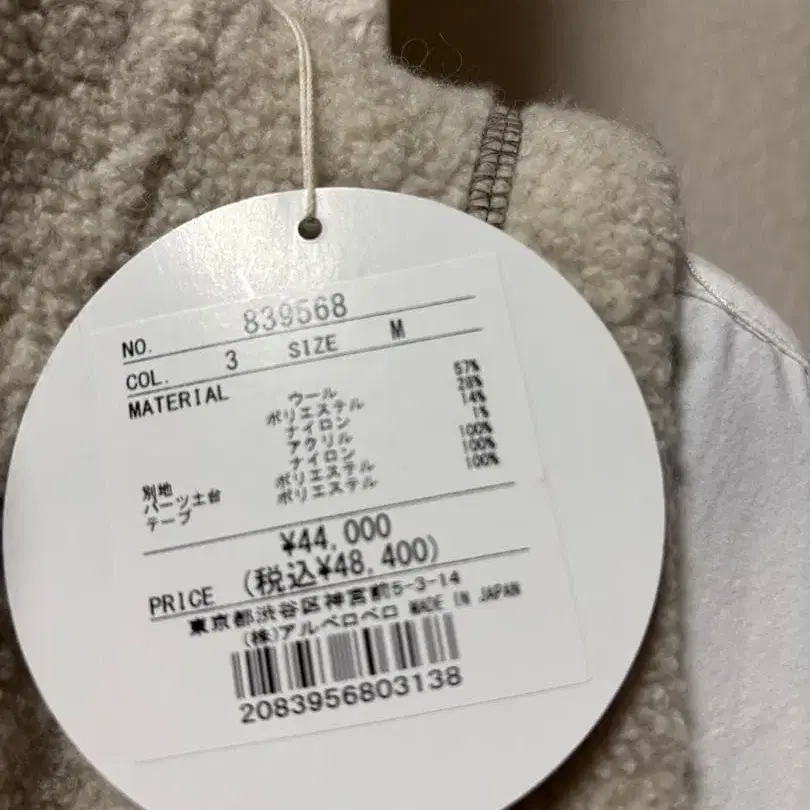 NO. 839568
COL. 3 SIZE M
MATERIAL
ウール 57%
ポリエステル 28%
ナイロン 14%
アクリル 1%
別地 ナイロン 100%
パーツ土台 ポリエステル 100%
テープ ポリエステル 100%
¥44,000
PRICE (税込¥48,400)
東京都渋谷区神宮前5-3-14
(株)アルベロベロ MADE IN JAPAN
2083956803138